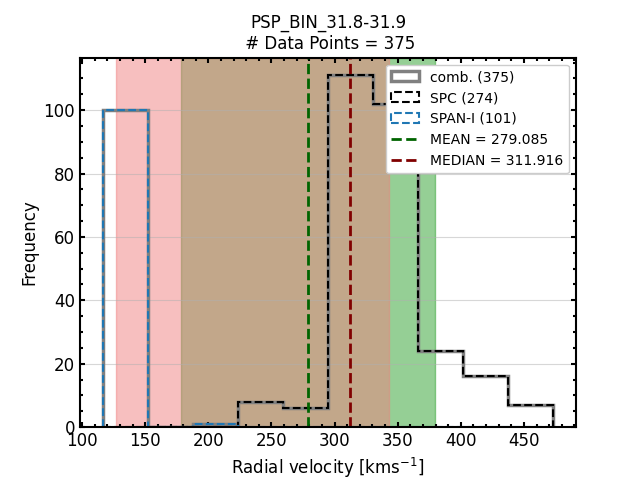 PSP_BIN_31.8-31.9
# Data Points = 375
comb. (375)
SPC (274)
SPAN-I (101)
MEAN = 279.085
MEDIAN = 311.916
Frequency
100
80
60
40
20
0
100 150 200 250 300 350 400 450
Radial velocity [kms⁻¹]